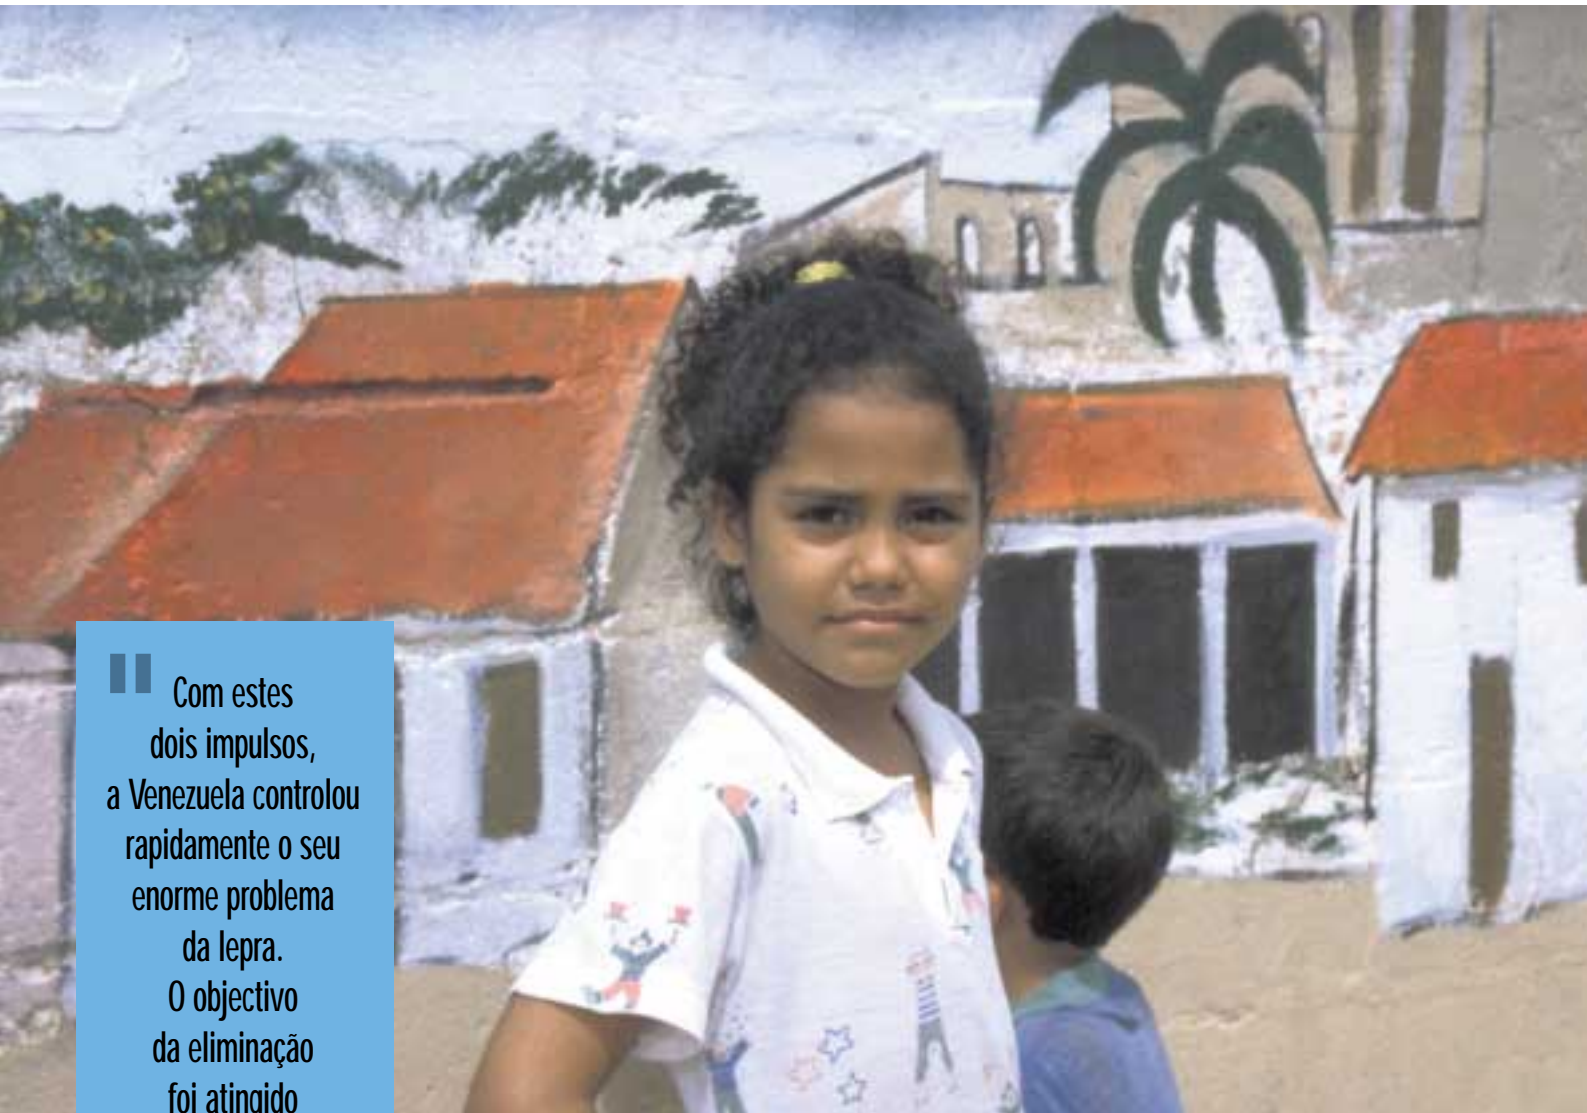 " Com estes
dois impulsos,
a Venezuela controlou
rapidamente o seu
enorme problema
da lepra.
O objectivo
da eliminação
foi atingido